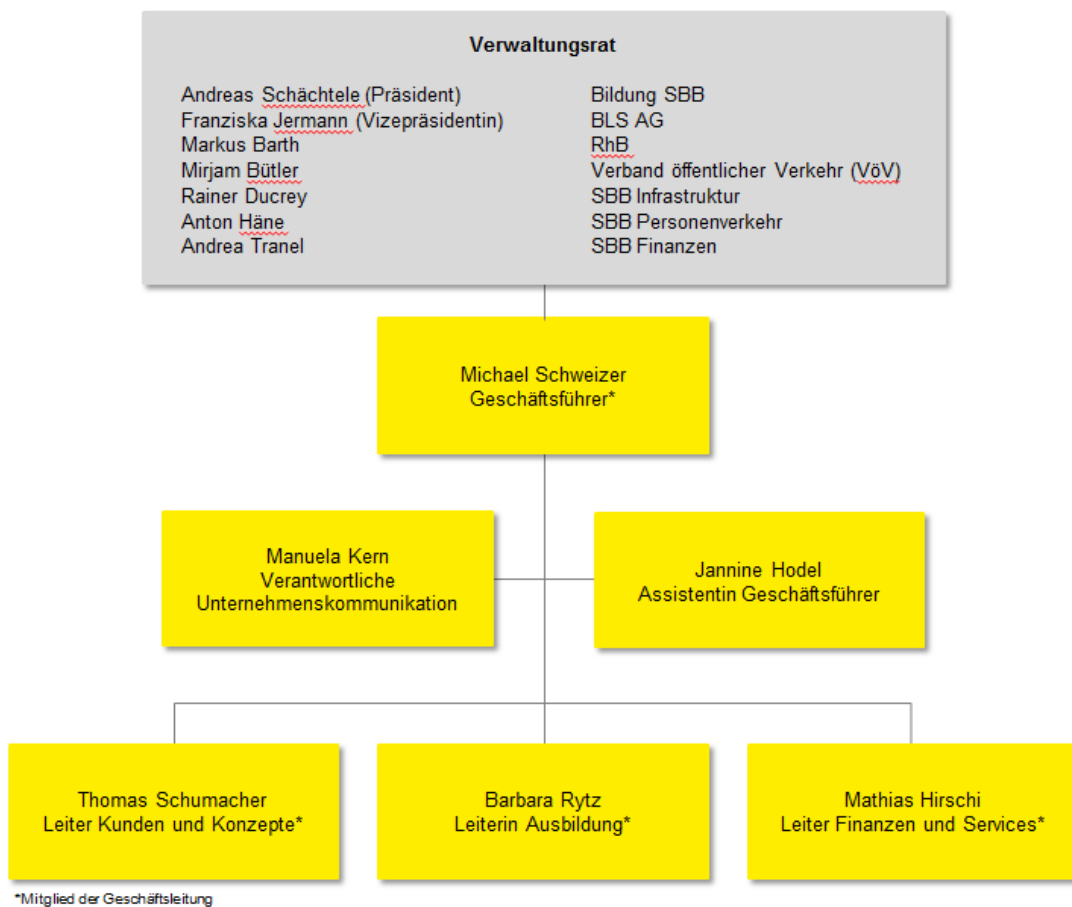 Verwaltungsrat
Andreas Schächtele (Präsident) Bildung SBB
Franziska Jermann (Vizepräsidentin) BLS AG
Markus Barth RhB
Mirjam Bütler Verband öffentlicher Verkehr (VöV)
Rainer Ducrey SBB Infrastruktur
Anton Häne SBB Personenverkehr
Andrea Tranel SBB Finanzen
Michael Schweizer
Geschäftsführer*
Manuela Kern
Verantwortliche
Unternehmenskommunikation
Jannine Hodel
Assistentin Geschäftsführer
Thomas Schumacher
Leiter Kunden und Konzepte*
Barbara Rytz
Leiterin Ausbildung*
Mathias Hirschi
Leiter Finanzen und Services*
*Mitglied der Geschäftsleitung